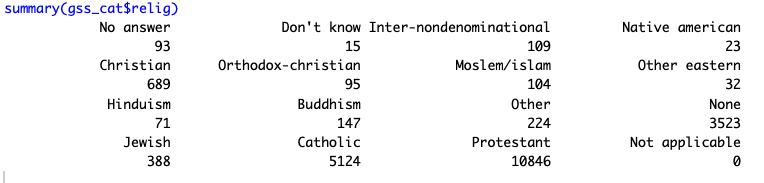 summary(gss_cat$relig)
No answer Don't know Inter-nondenominational Native american
93 15 109 23
Christian Orthodox-christian Moslem/islam Other eastern
689 95 104 32
Hinduism Buddhism Other None
71 147 224 3523
Jewish Catholic Protestant Not applicable
388 5124 10846 0